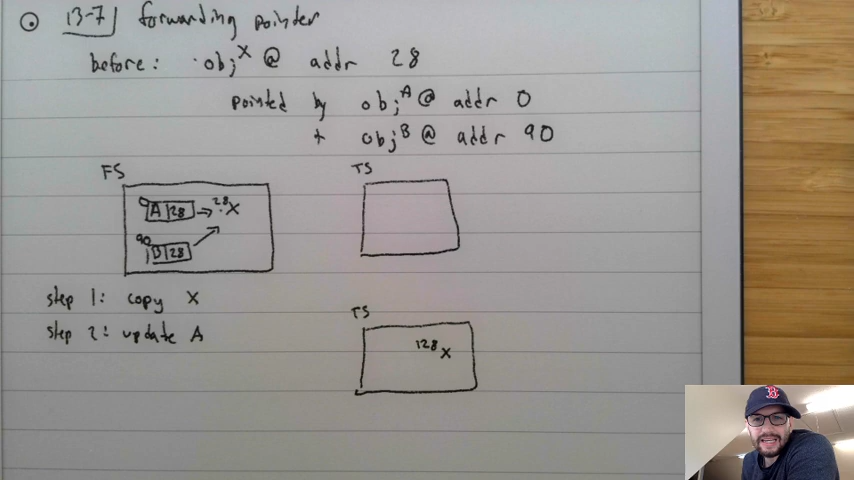 13-7 forwarding pointer
before: obj X @ addr 28
pointed by obj A @ addr 0
+ obj B @ addr 90
FS
TS
0 A 28 → 28 X
90 B 28
step 1: copy X
step 2: update A
TS
128 X
B